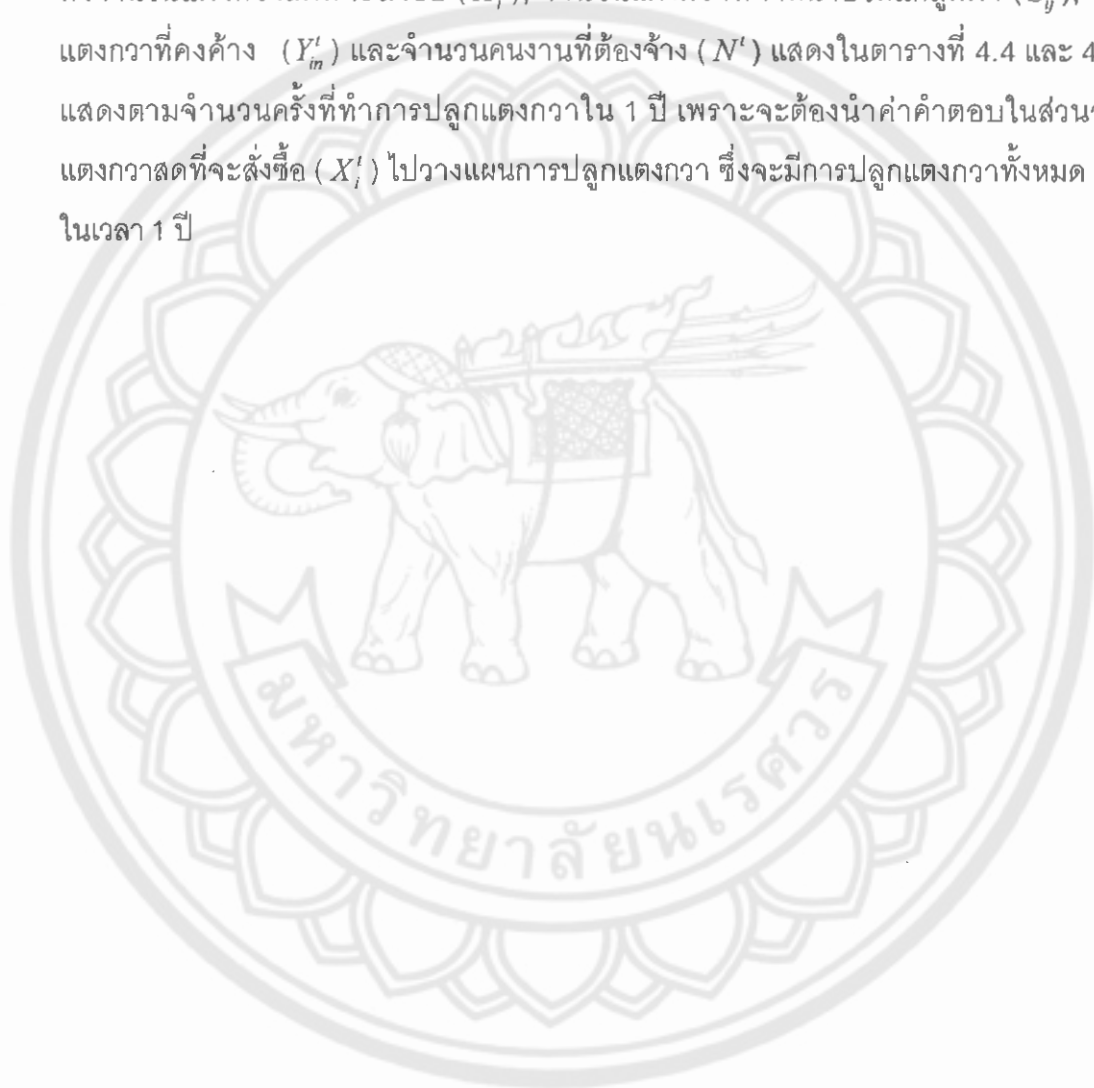 แตงกวาที่คงค้าง ($Y_{in}^{t}$) และจำนวนคนงานที่ต้องจ้าง ($N^{t}$) แสดงในตารางที่ 4.4 และ 4
แสดงตามจำนวนครั้งที่ทำการปลูกแตงกวาใน 1 ปี เพราะจะต้องนำค่าคำตอบในส่วน
แตงกวาสดที่จะสั่งซื้อ ($X_{i}^{t}$) ไปวางแผนการปลูกแตงกวา ซึ่งจะมีการปลูกแตงกวาทั้งหมด
ในเวลา 1 ปี
มหาวิทยาลัยนเรศวร